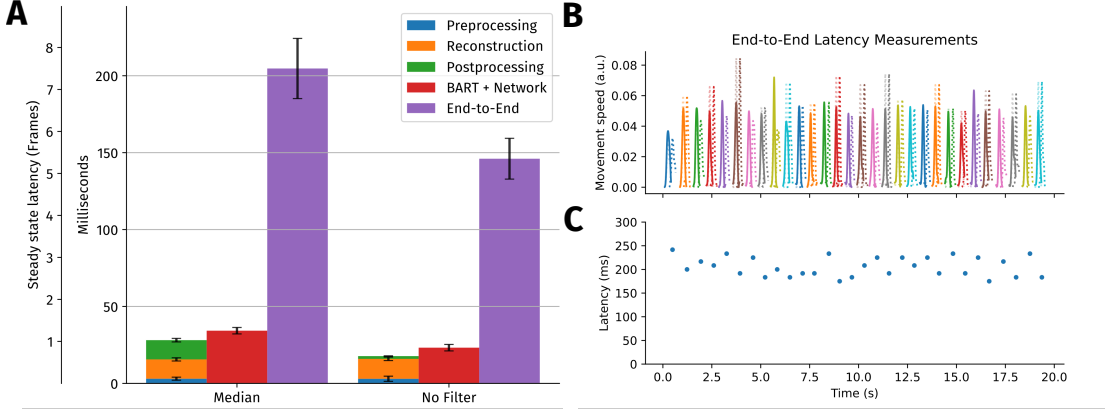 A
Steady state latency (Frames)
8
7
6
5
4
3
2
1
Milliseconds
200
150
100
50
0
Preprocessing
Reconstruction
Postprocessing
BART + Network
End-to-End
Median
No Filter
B
End-to-End Latency Measurements
Movement speed (a.u.)
0.08
0.06
0.04
0.02
0.00
C
Latency (ms)
300
250
200
150
100
50
0
0.0 2.5 5.0 7.5 10.0 12.5 15.0 17.5 20.0
Time (s)